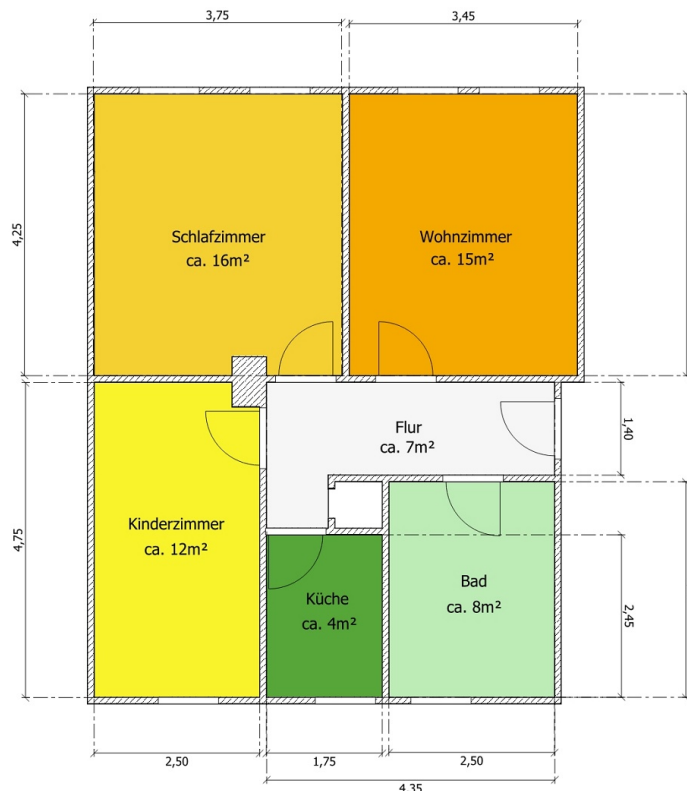 3,75
3,45
4,25
Schlafzimmer
ca. 16m²
Wohnzimmer
ca. 15m²
Flur
ca. 7m²
1,40
4,75
Kinderzimmer
ca. 12m²
Küche
ca. 4m²
Bad
ca. 8m²
2,45
2,50
1,75
2,50
4,35